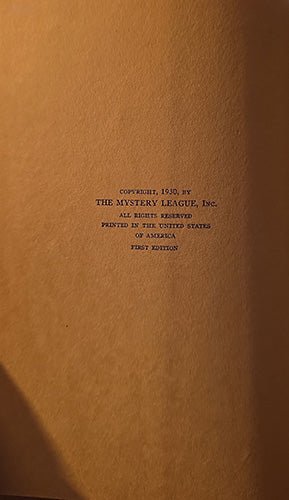 COPYRIGHT, 1930, BY
THE MYSTERY LEAGUE, Inc.
ALL RIGHTS RESERVED
PRINTED IN THE UNITED STATES
OF AMERICA
FIRST EDITION